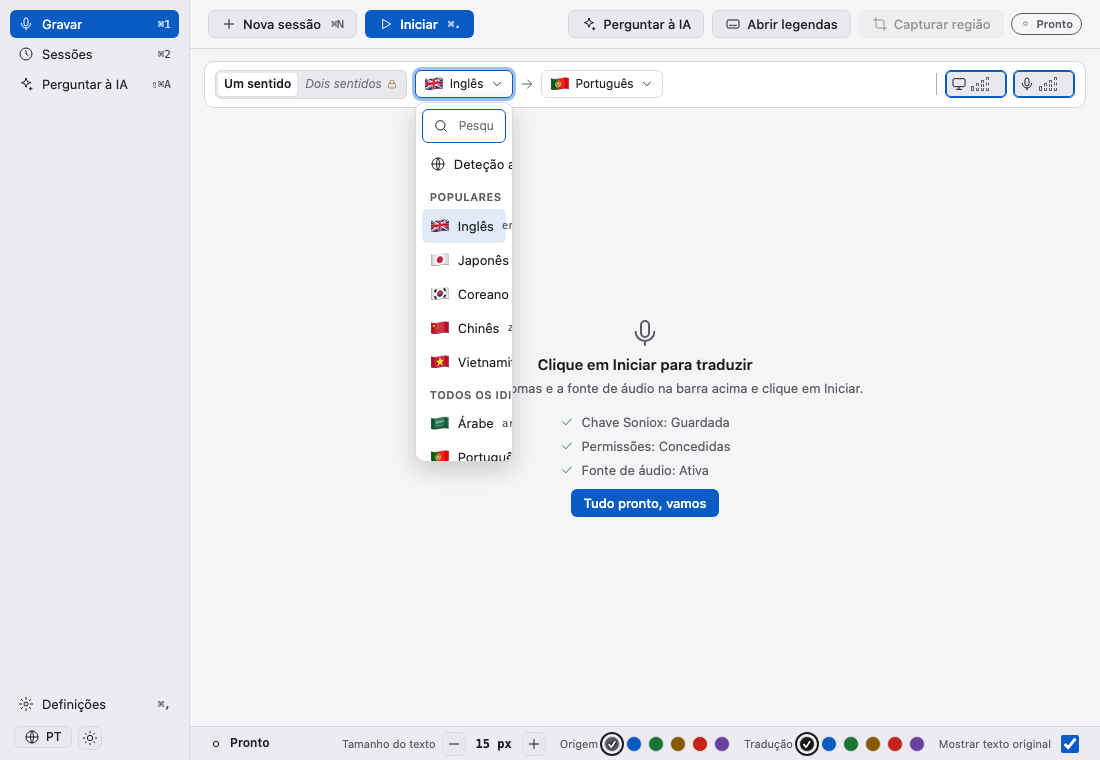 Gravar ⌘1
Sessões ⌘2
Perguntar à IA ⇧⌘A
Definições ⌘,
PT
Nova sessão ⌘N
Iniciar ⌘.
Perguntar à IA
Abrir legendas
Capturar região
Pronto
Um sentido
Dois sentidos
Inglês
Português
Pesqu
Deteção a
POPULARES
Inglês en
Japonês
Coreano
Chinês z
Vietnami
TODOS OS IDI
Árabe ar
Portuguê
Clique em Iniciar para traduzir
omas e a fonte de áudio na barra acima e clique em Iniciar.
Chave Soniox: Guardada
Permissões: Concedidas
Fonte de áudio: Ativa
Tudo pronto, vamos
Pronto
Tamanho do texto
15 px
Origem
Tradução
Mostrar texto original